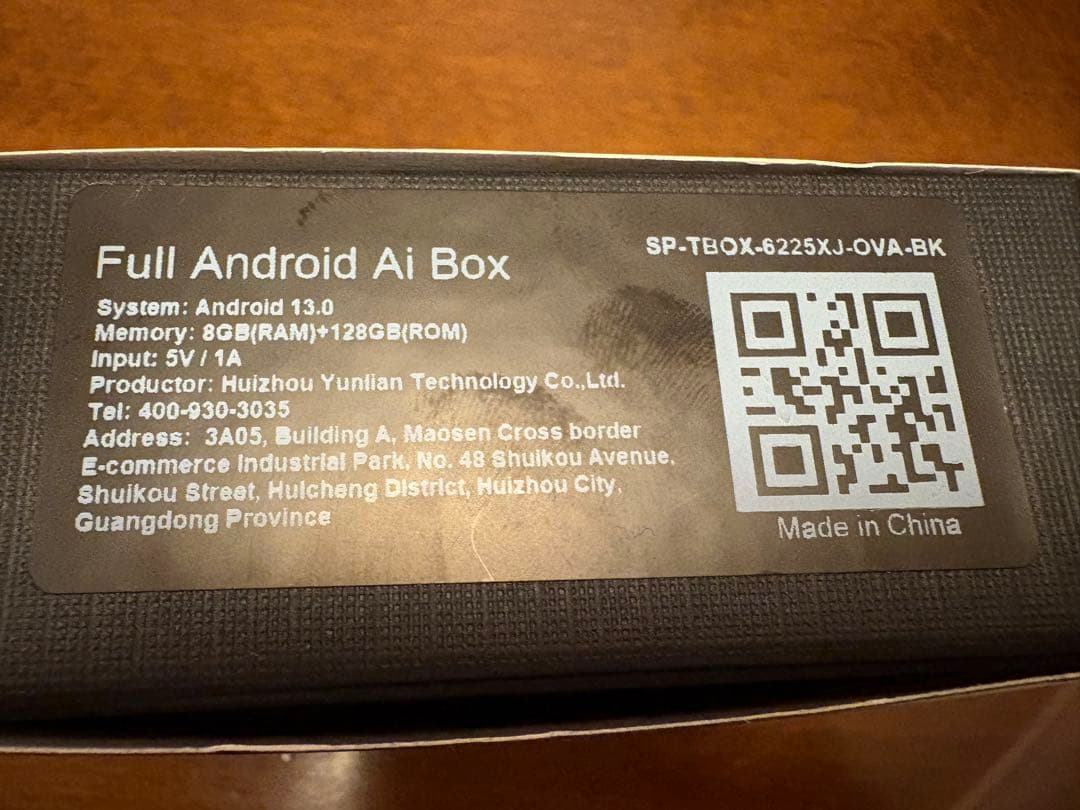 Full Android Ai Box
System: Android 13.0
Memory: 8GB(RAM)+128GB(ROM)
Input: 5V / 1A
Productor: Huizhou Yunlian Technology Co.,Ltd.
Tel: 400-930-3035
Address: 3A05, Building A, Maosen Cross border
E-commerce Industrial Park, No. 48 Shuikou Avenue,
Shuikou Street, Huicheng District, Huizhou City,
Guangdong Province
SP-TBOX-6225XJ-OVA-BK
Made in China